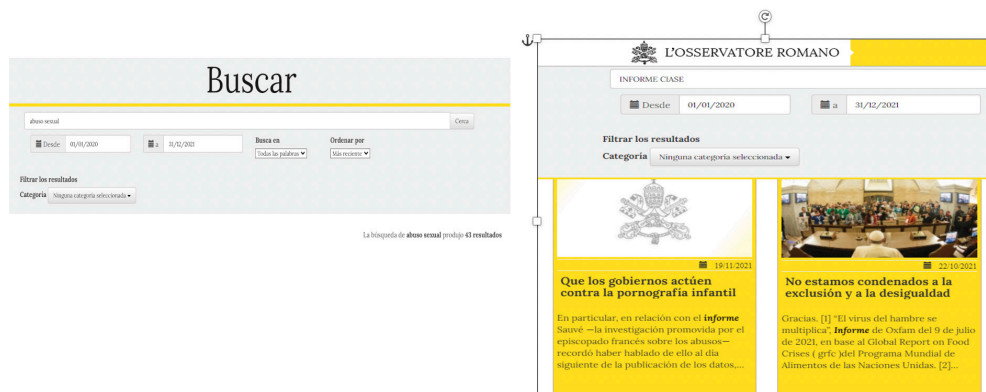 Buscar
abuso sexual
Cerca
Desde 01/01/2020 a 31/12/2021
Busca en
Todas las palabras
Ordenar por
Más reciente
Filtrar los resultados
Categoría Ninguna categoría seleccionada
La búsqueda de abuso sexual produjo 43 resultados
L'OSSERVATORE ROMANO
INFORME CIASE
Desde 01/01/2020 a 31/12/2021
Filtrar los resultados
Categoría Ninguna categoria seleccionada
19/11/2021
Que los gobiernos actúen
contra la pornografía infantil
En particular, en relación con el informe
Sauvé —la investigación promovida por el
episcopado francés sobre los abusos—
recordó haber hablado de ello al día
siguiente de la publicación de los datos,...
22/10/2021
No estamos condenados a la
exclusión y a la desigualdad
Gracias. [1] “El virus del hambre se
multiplica”, Informe de Oxfam del 9 de julio
de 2021, en base al Global Report on Food
Crises ( grfc )del Programa Mundial de
Alimentos de las Naciones Unidas. [2]...